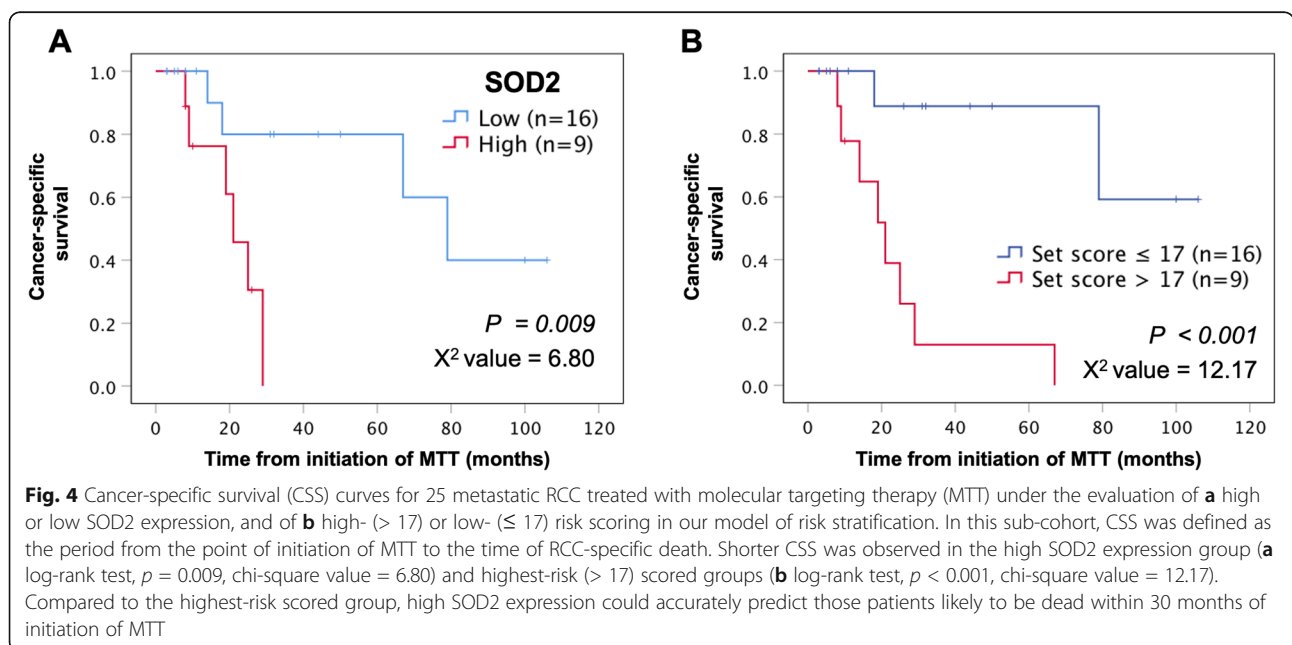 A
B
Cancer-specific
survival
1.0
0.8
0.6
0.4
0.2
0.0
SOD2
Low (n=16)
High (n=9)
P = 0.009
X² value = 6.80
0 20 40 60 80 100 120
Time from initiation of MTT (months)
Cancer-specific
survival
1.0
0.8
0.6
0.4
0.2
0.0
Set score ≤ 17 (n=16)
Set score > 17 (n=9)
P < 0.001
X² value = 12.17
0 20 40 60 80 100 120
Time from initiation of MTT (months)
Fig. 4 Cancer-specific survival (CSS) curves for 25 metastatic RCC treated with molecular targeting therapy (MTT) under the evaluation of a high
or low SOD2 expression, and of b high- (> 17) or low- (≤ 17) risk scoring in our model of risk stratification. In this sub-cohort, CSS was defined as
the period from the point of initiation of MTT to the time of RCC-specific death. Shorter CSS was observed in the high SOD2 expression group (a
log-rank test, p = 0.009, chi-square value = 6.80) and highest-risk (> 17) scored groups (b log-rank test, p < 0.001, chi-square value = 12.17).
Compared to the highest-risk scored group, high SOD2 expression could accurately predict those patients likely to be dead within 30 months of
initiation of MTT